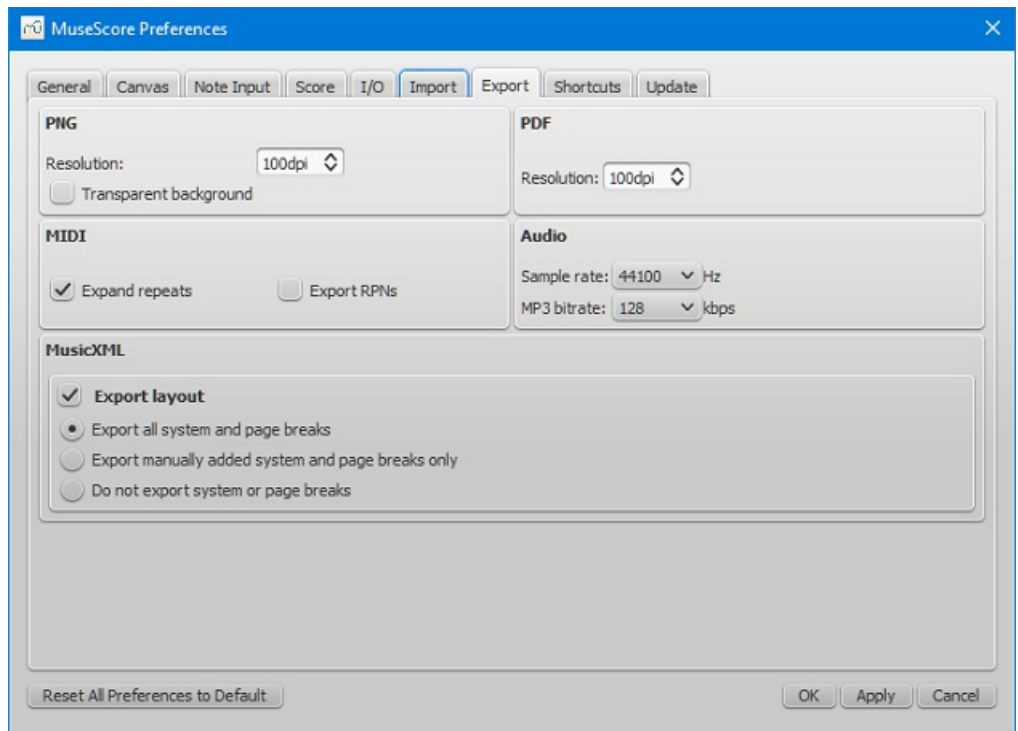 MuseScore Preferences
General Canvas Note Input Score I/O Import Export Shortcuts Update
PNG
Resolution: 100dpi
Transparent background
PDF
Resolution: 100dpi
MIDI
Expand repeats Export RPNs
Audio
Sample rate: 44100 Hz
MP3 bitrate: 128 kbps
MusicXML
Export layout
Export all system and page breaks
Export manually added system and page breaks only
Do not export system or page breaks
Reset All Preferences to Default OK Apply Cancel